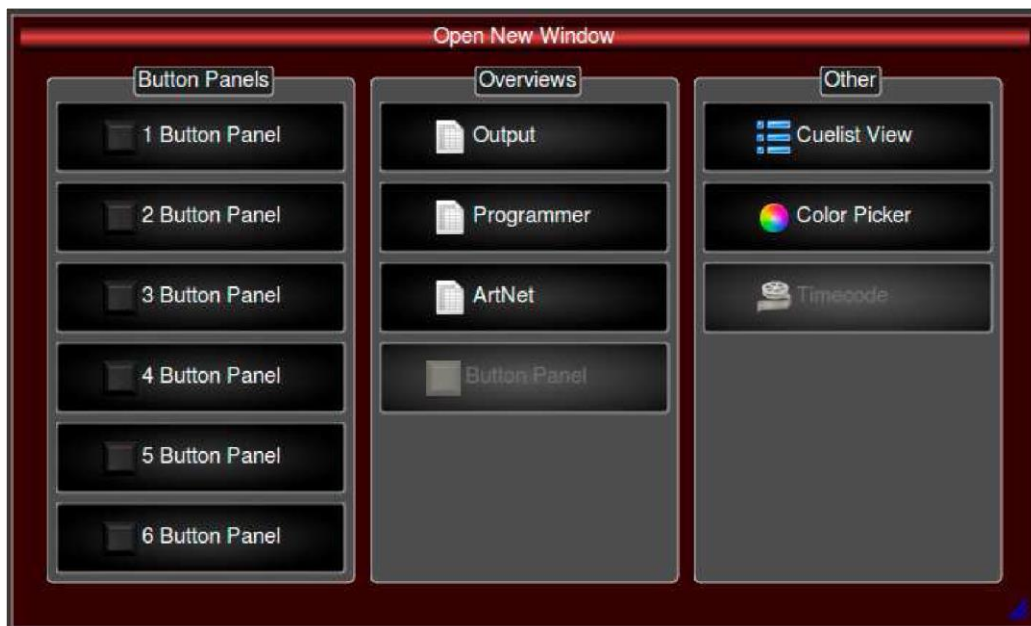 Open New Window
Button Panels
1 Button Panel
2 Button Panel
3 Button Panel
4 Button Panel
5 Button Panel
6 Button Panel
Overviews
Output
Programmer
ArtNet
Button Panel
Other
Cuelist View
Color Picker
Timecode